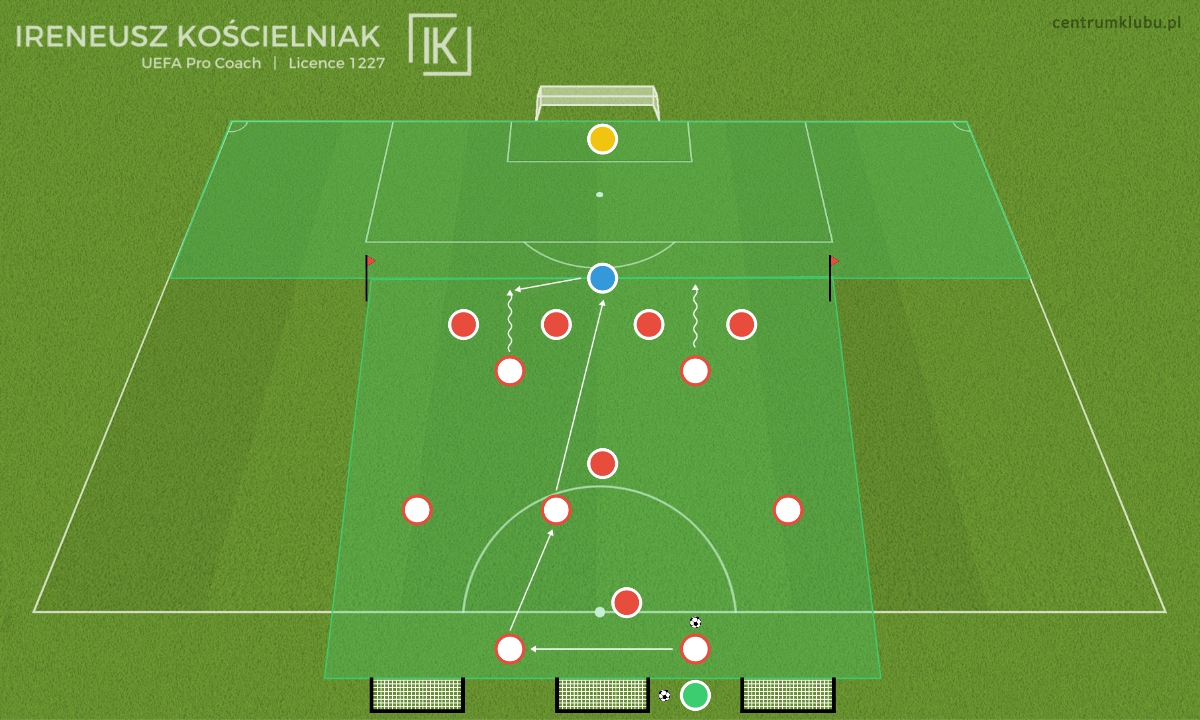 IRENEUSZ KOŚCIELNIAK
UEFA Pro Coach | Licence 1227
IK
centrumklubu.pl